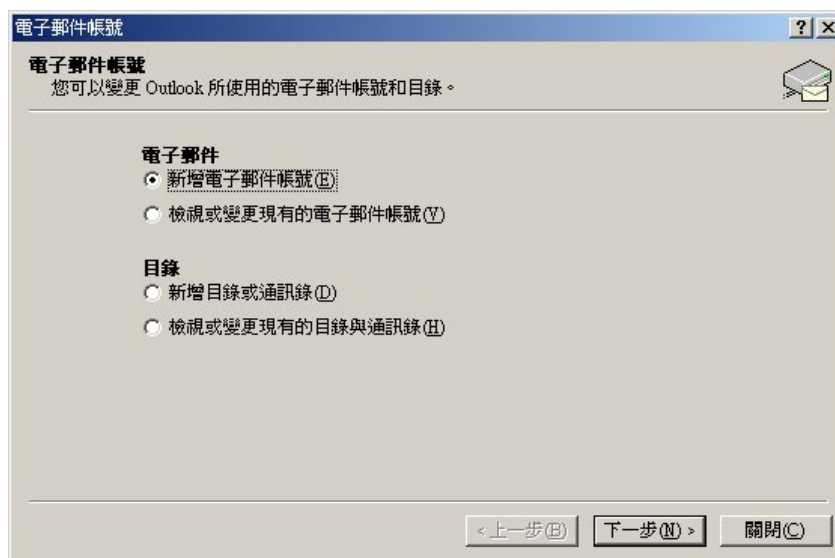 電子郵件帳號
電子郵件帳號
您可以變更 Outlook 所使用的電子郵件帳號和目錄。
電子郵件
新增電子郵件帳號(E)
檢視或變更現有的電子郵件帳號(V)
目錄
新增目錄或通訊錄(D)
檢視或變更現有的目錄與通訊錄(H)
<上一步(B) 下一步(N) > 關閉(C)